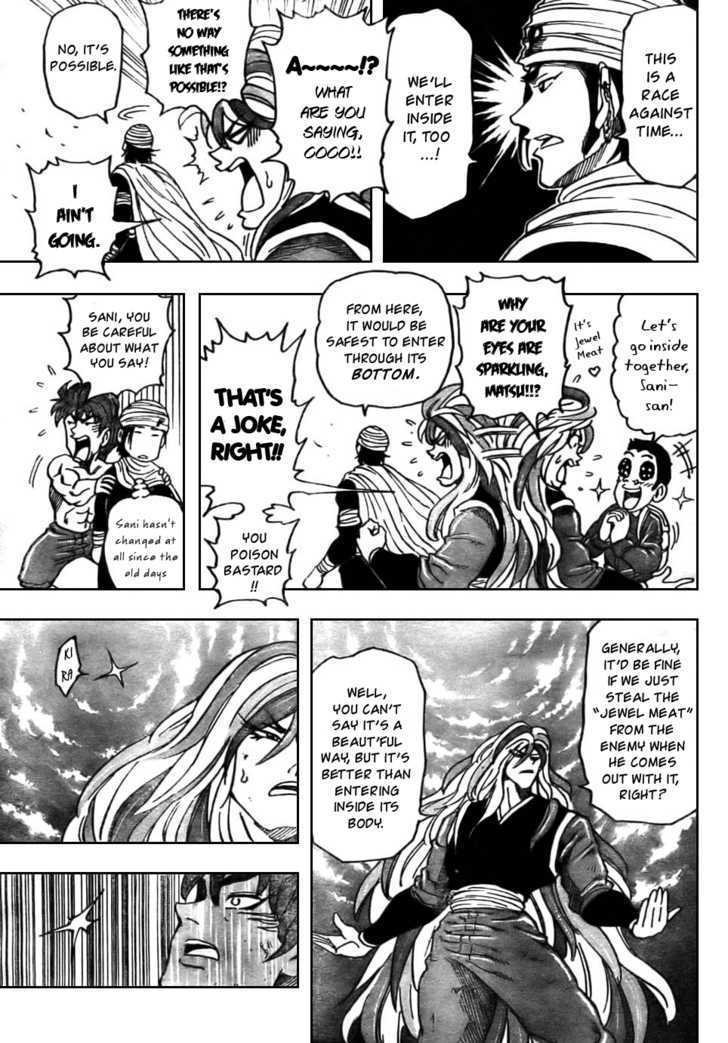 THIS
IS A
RACE
AGAINST
TIME...
WE'LL
ENTER
INSIDE
IT, TOO
...!
A~~~~!?
WHAT
ARE YOU
SAYING,
COCO!!
THERE'S
NO WAY
SOMETHING
LIKE THAT'S
POSSIBLE!!?
NO, IT'S
POSSIBLE.
I
AIN'T
GOING.
Let's
go inside
together,
Sani-
san!
It's
Jewel
Meat
WHY
ARE YOUR
EYES ARE
SPARKLING,
MATSU!!!?
FROM HERE,
IT WOULD BE
SAFEST TO ENTER
THROUGH ITS
BOTTOM.
THAT'S
A JOKE,
RIGHT!!
YOU
POISON
BASTARD
!!
SANI, YOU
BE CAREFUL
ABOUT WHAT
YOU SAY!
Sani hasn't
changed at
all since the
old days
GENERALLY,
IT'D BE FINE
IF WE JUST
STEAL THE
"JEWEL MEAT"
FROM THE
ENEMY WHEN
HE COMES
OUT WITH IT,
RIGHT?
WELL,
YOU CAN'T
SAY IT'S A
BEAUT'FUL
WAY, BUT IT'S
BETTER THAN
ENTERING
INSIDE ITS
BODY.
KI
RA